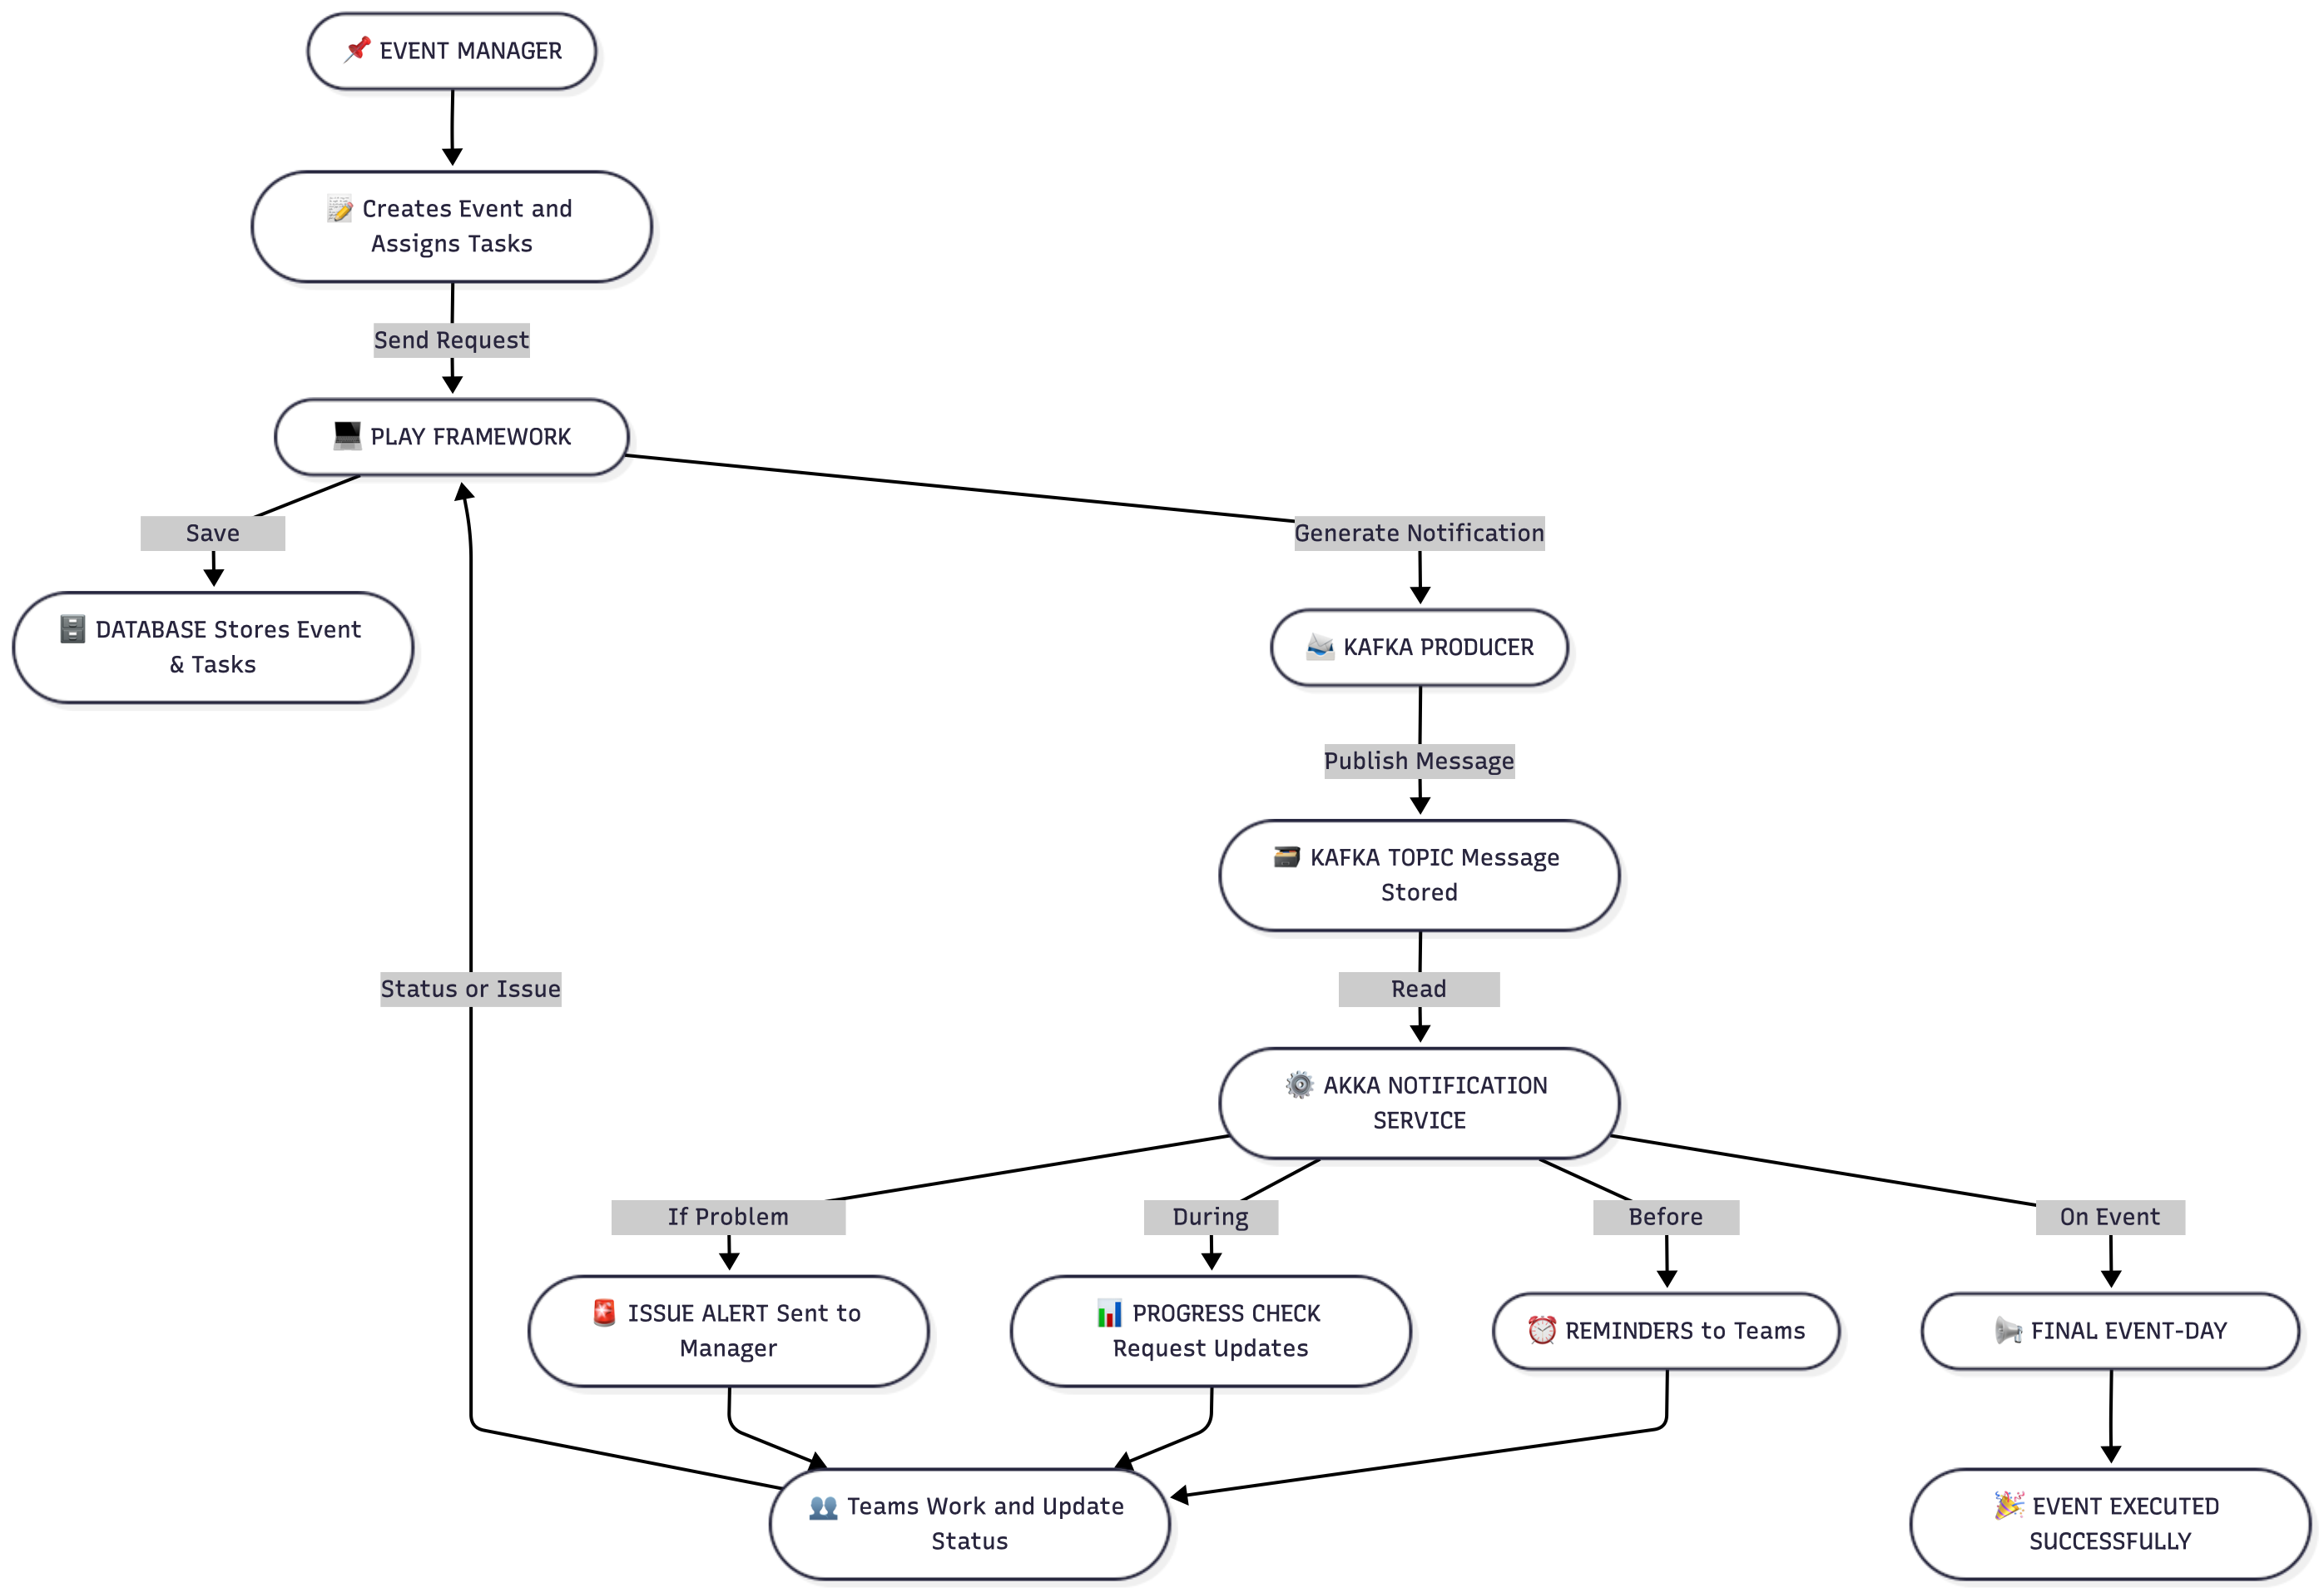 EVENT MANAGER
Creates Event and
Assigns Tasks
Send Request
PLAY FRAMEWORK
Save
Generate Notification
DATABASE Stores Event
& Tasks
KAFKA PRODUCER
Publish Message
KAFKA TOPIC Message
Stored
Status or Issue
Read
AKKA NOTIFICATION
SERVICE
If Problem
During
Before
On Event
ISSUE ALERT Sent to
Manager
PROGRESS CHECK
Request Updates
REMINDERS to Teams
FINAL EVENT-DAY
Teams Work and Update
Status
EVENT EXECUTED
SUCCESSFULLY